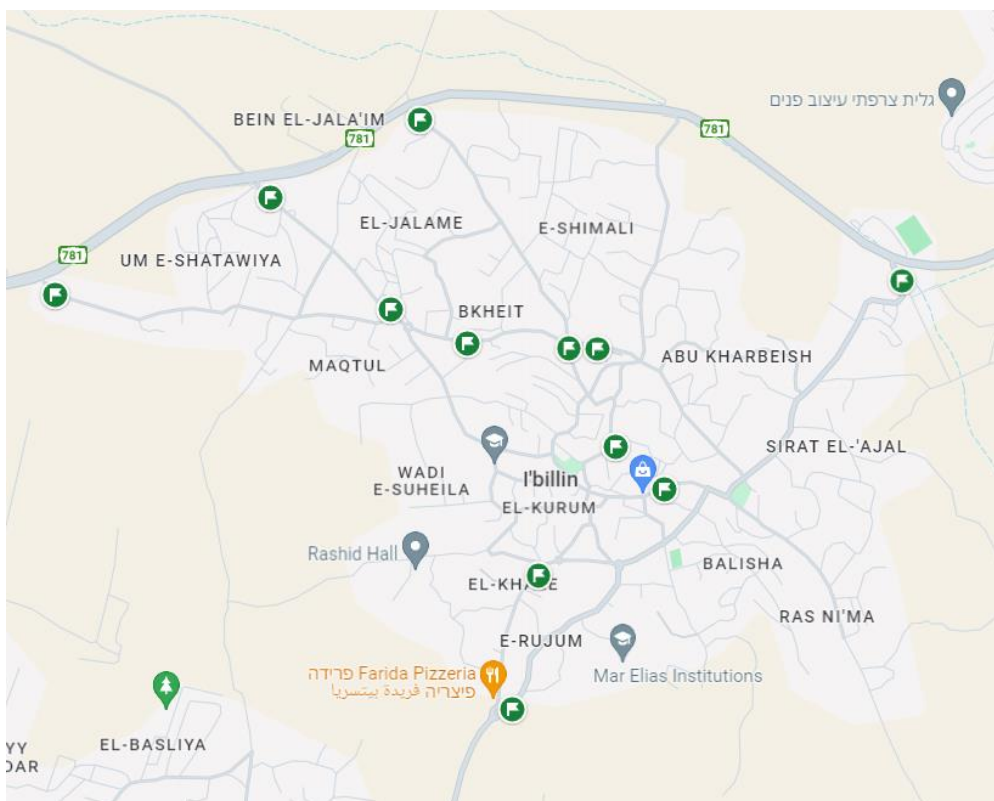 גלית צרפתי עיצוב פנים
BEIN EL-JALA'IM
781
781
EL-JALAME
E-SHIMALI
781
UM E-SHATAWIYA
BKHEIT
MAQTUL
ABU KHARBEISH
SIRAT EL-'AJAL
WADI
E-SUHEILA
I'billin
EL-KURUM
Rashid Hall
BALISHA
RAS NI'MA
E-RUJUM
פרידה Farida Pizzeria
פיצריה فريدة بيتسريا
Mar Elias Institutions
EL-BASLIYA